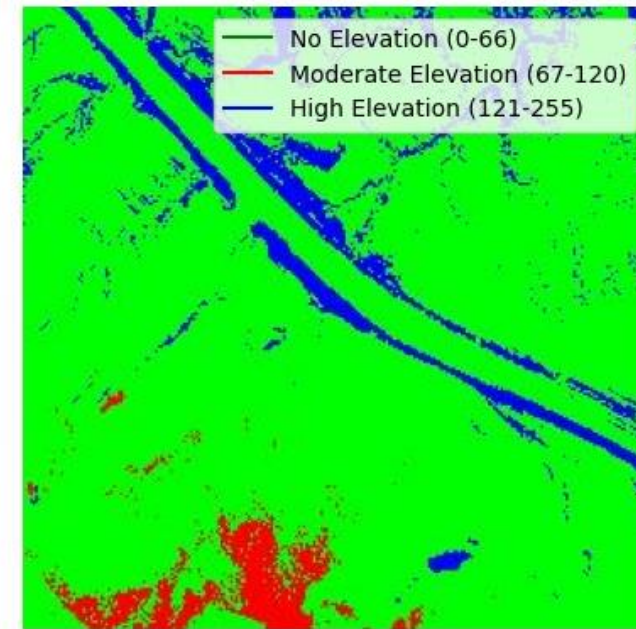 No Elevation (0-66)
Moderate Elevation (67-120)
High Elevation (121-255)